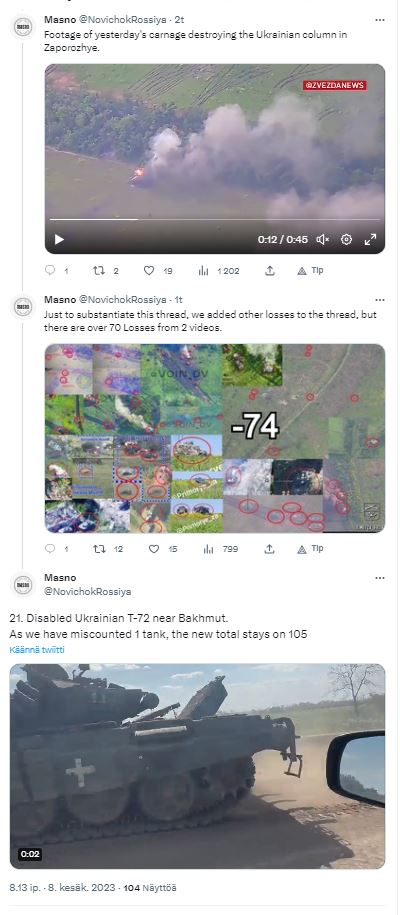 Masno @NovichokRossiya · 2t
Footage of yesterday's carnage destroying the Ukrainian column in
Zaporozhye.
@ZVEZDANEWS
0:12 / 0:45
1 2 19 1 202 Tip
Masno @NovichokRossiya · 1t
Just to substantiate this thread, we added other losses to the thread, but
there are over 70 Losses from 2 videos.
@VOIN_DV
-74
1 12 15 799 Tip
Masno
@NovichokRossiya
21. Disabled Ukrainian T-72 near Bakhmut.
As we have miscounted 1 tank, the new total stays on 105
Käännä twiitti
0:02
8.13 ip. · 8. kesäk. 2023 · 104 Näyttöä